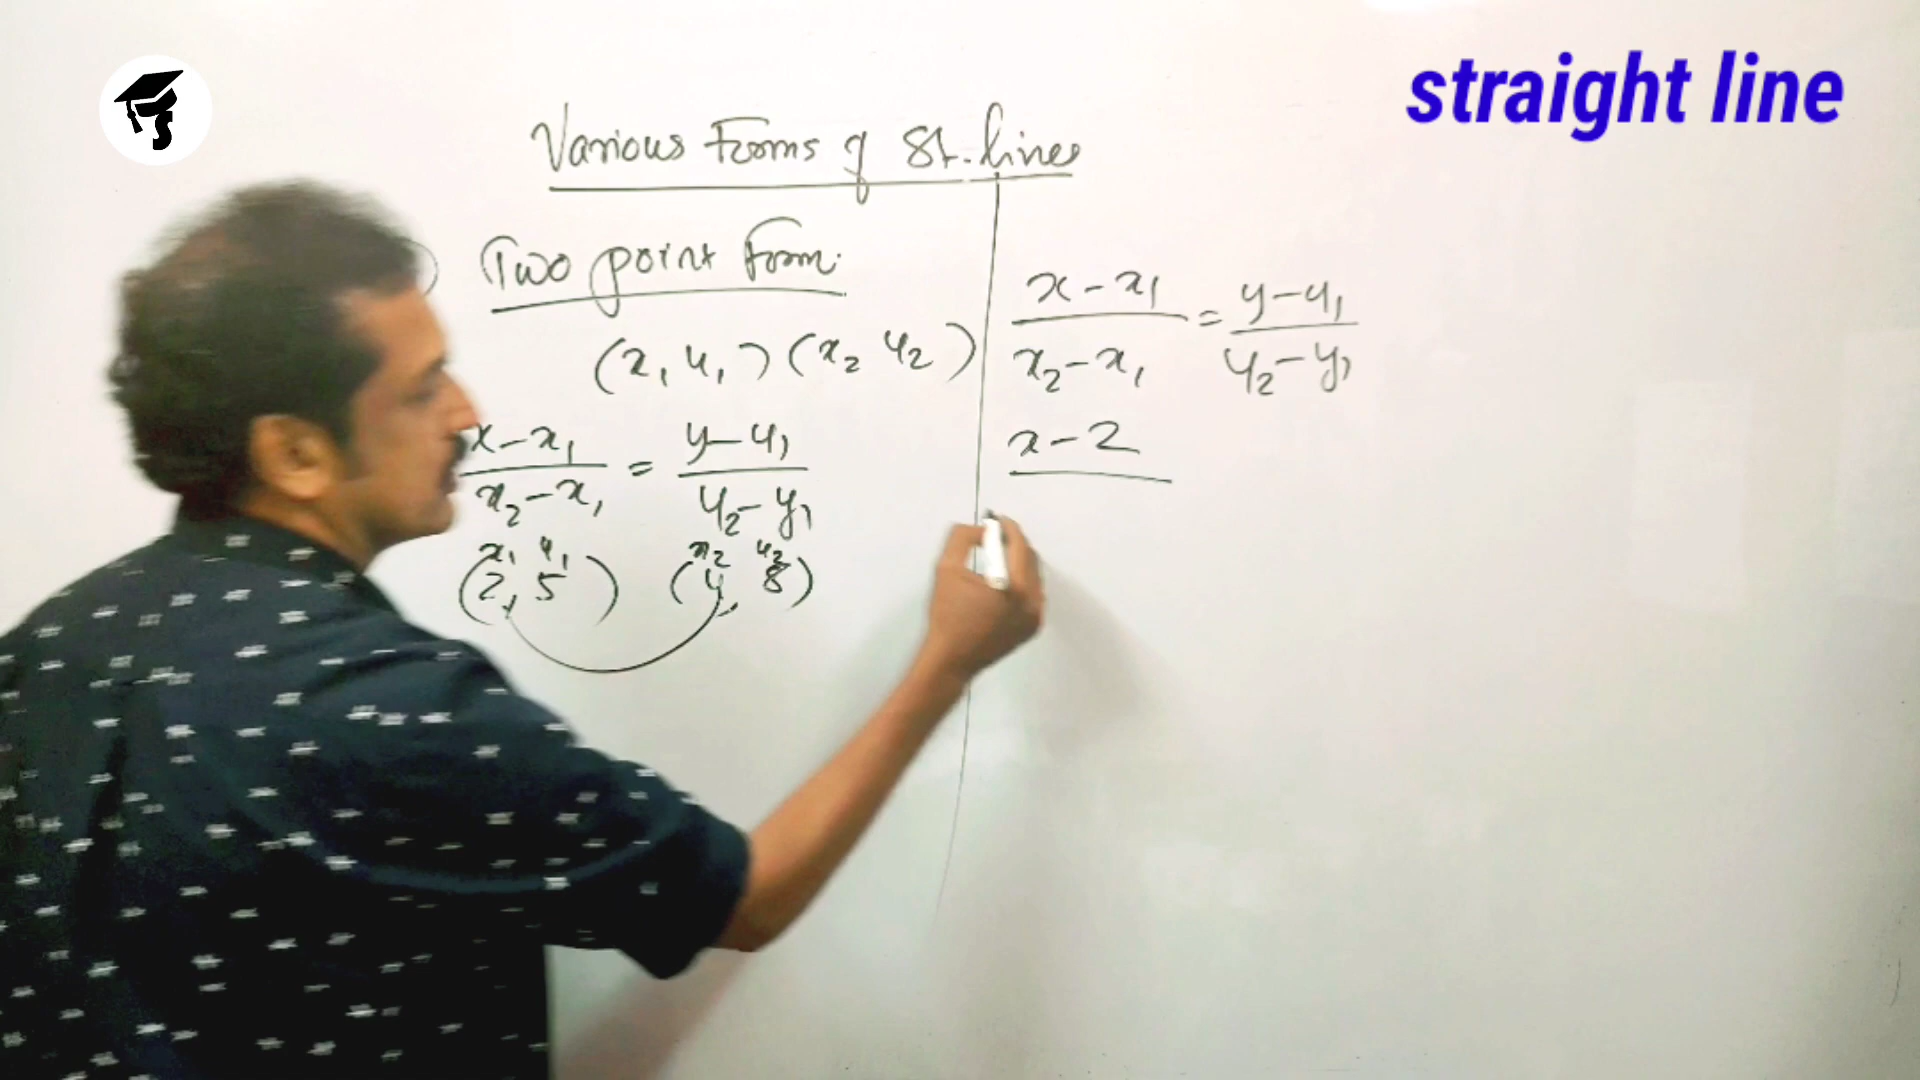 straight line
Various Forms of St. lines
Two point Form.
(x₁ y₁) (x₂ y₂)
x-x₁/x₂-x₁ = y-y₁/y₂-y₁
x₁ y₁ x₂ y₂
(2, 5) (4, 8)
x-x₁/x₂-x₁ = y-y₁/y₂-y₁
x-2